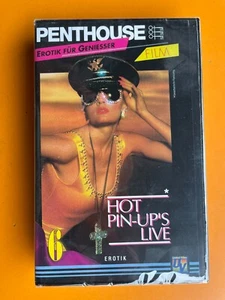 PENTHOUSE
EROTIK FÜR GENIESSER
FILM
HOT
PIN-UP'S
LIVE
6
EROTIK